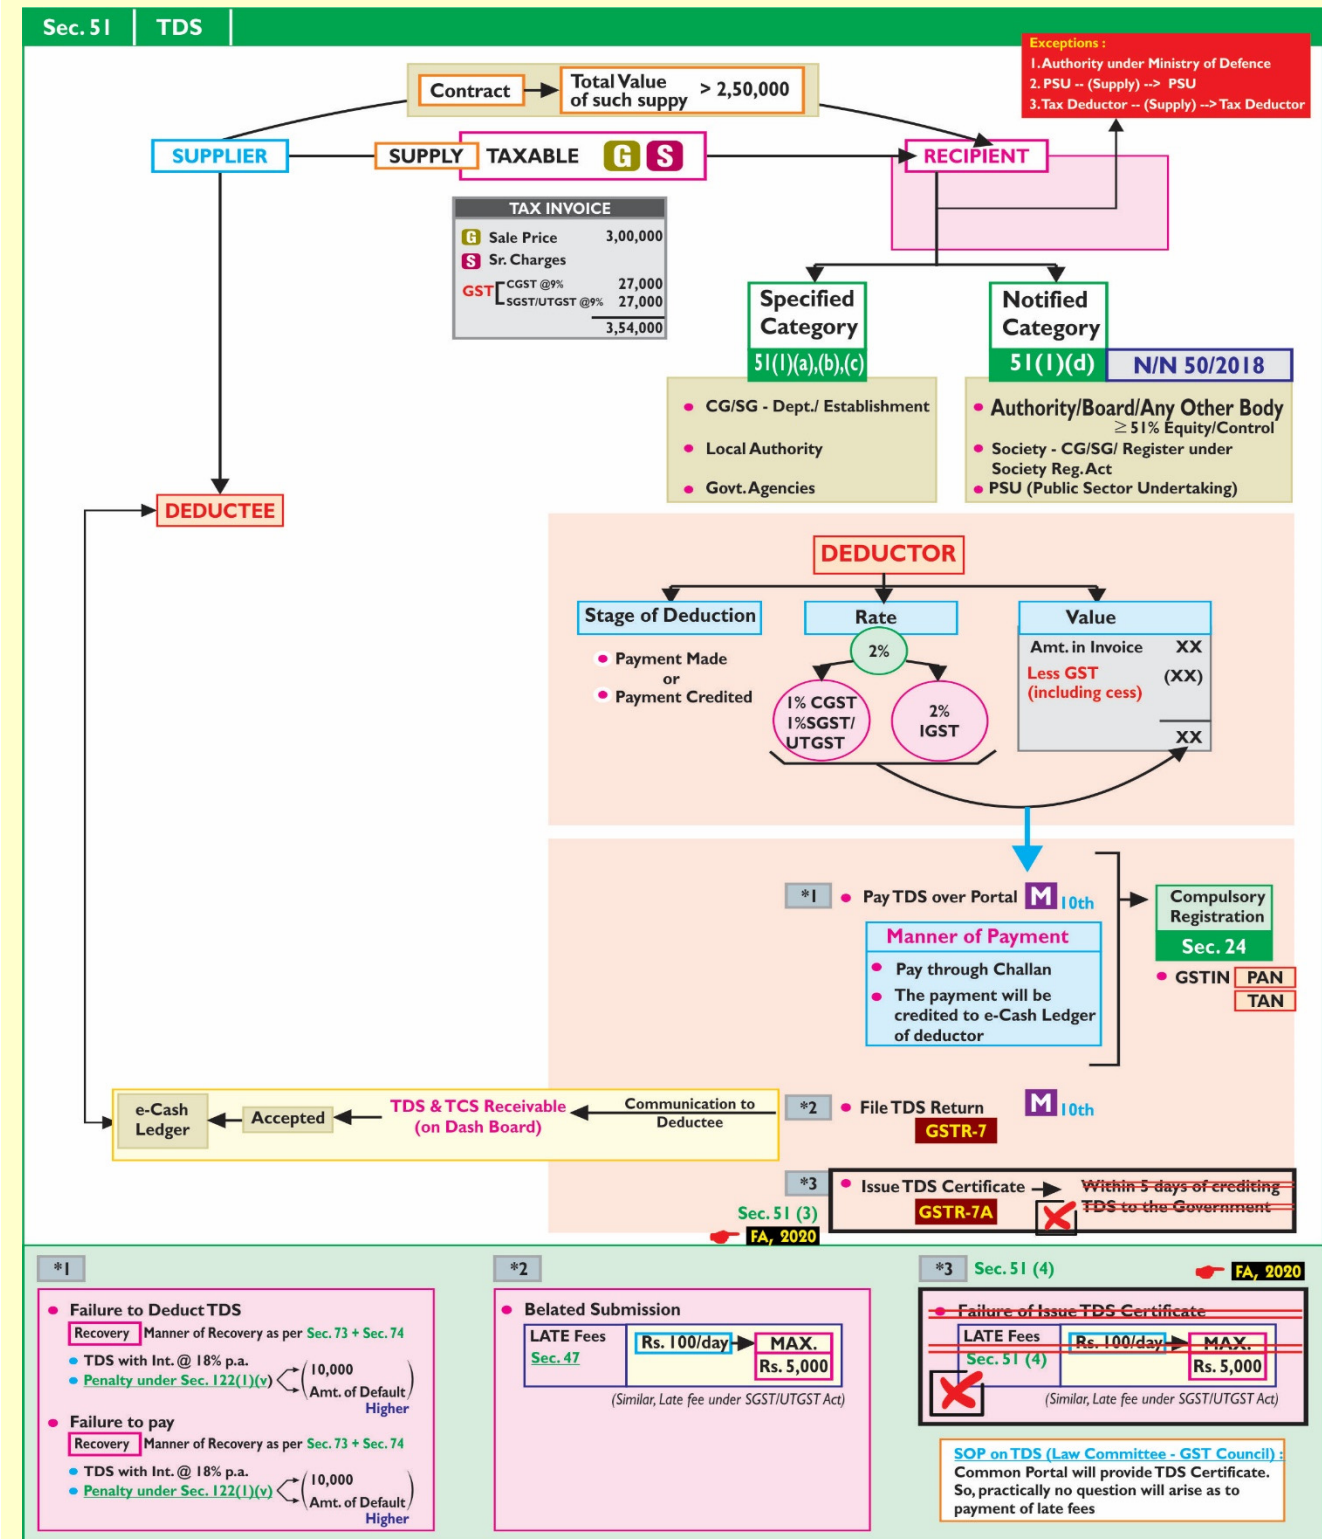 Sec. 51 TDS
Exceptions :
1.Authority under Ministry of Defence
2. PSU -- (Supply) --> PSU
3.Tax Deductor -- (Supply) -->Tax Deductor
Contract
Total Value
of such suppy > 2,50,000
SUPPLIER
SUPPLY TAXABLE G S
RECIPIENT
TAX INVOICE
G Sale Price 3,00,000
S Sr. Charges
GST
CGST @9% 27,000
SGST/UTGST @9% 27,000
3,54,000
Specified
Category
51(1)(a),(b),(c)
Notified
Category
51(1)(d) N/N 50/2018
CG/SG - Dept./ Establishment
Local Authority
Govt. Agencies
Authority/Board/Any Other Body
≥ 51% Equity/Control
Society - CG/SG/ Register under
Society Reg. Act
PSU (Public Sector Undertaking)
DEDUCTEE
DEDUCTOR
Stage of Deduction
Payment Made
or
Payment Credited
Rate
2%
1% CGST
1%SGST/
UTGST
2%
IGST
Value
Amt. in Invoice XX
Less GST
(including cess) (XX)
XX
*1 Pay TDS over Portal M 10th
Manner of Payment
Pay through Challan
The payment will be
credited to e-Cash Ledger
of deductor
Compulsory
Registration
Sec. 24
GSTIN PAN
TAN
e-Cash
Ledger
Accepted
TDS & TCS Receivable
(on Dash Board)
Communication to
Deductee
*2 File TDS Return M 10th
GSTR-7
*3 Issue TDS Certificate
GSTR-7A
Within 5 days of crediting
TDS to the Government
Sec. 51 (3)
FA, 2020
*1
Failure to Deduct TDS
Recovery Manner of Recovery as per Sec. 73 + Sec. 74
TDS with Int. @ 18% p.a.
Penalty under Sec. 122(1)(v)
10,000
Amt. of Default
Higher
Failure to pay
Recovery Manner of Recovery as per Sec. 73 + Sec. 74
TDS with Int. @ 18% p.a.
Penalty under Sec. 122(1)(v)
10,000
Amt. of Default
Higher
*2
Belated Submission
LATE Fees
Sec. 47
Rs. 100/day
MAX.
Rs. 5,000
(Similar, Late fee under SGST/UTGST Act)
*3 Sec. 51 (4)
FA, 2020
Failure of Issue TDS Certificate
LATE Fees
Sec. 51 (4)
Rs. 100/day
MAX.
Rs. 5,000
(Similar, Late fee under SGST/UTGST Act)
SOP on TDS (Law Committee - GST Council) :
Common Portal will provide TDS Certificate.
So, practically no question will arise as to
payment of late fees